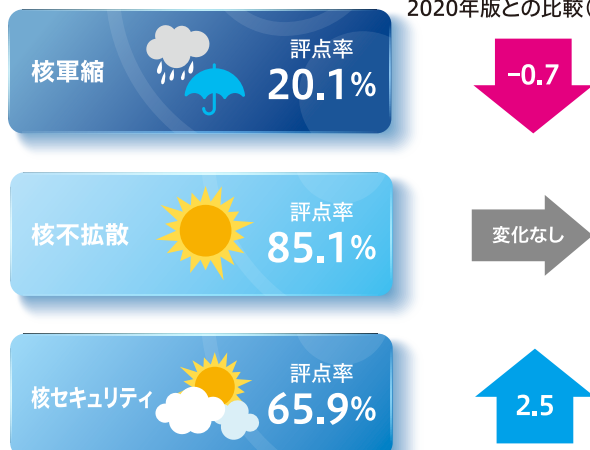 2020年版との比較(
核軍縮
評点率
20.1%
-0.7
核不拡散
評点率
85.1%
変化なし
核セキュリティ
評点率
65.9%
2.5